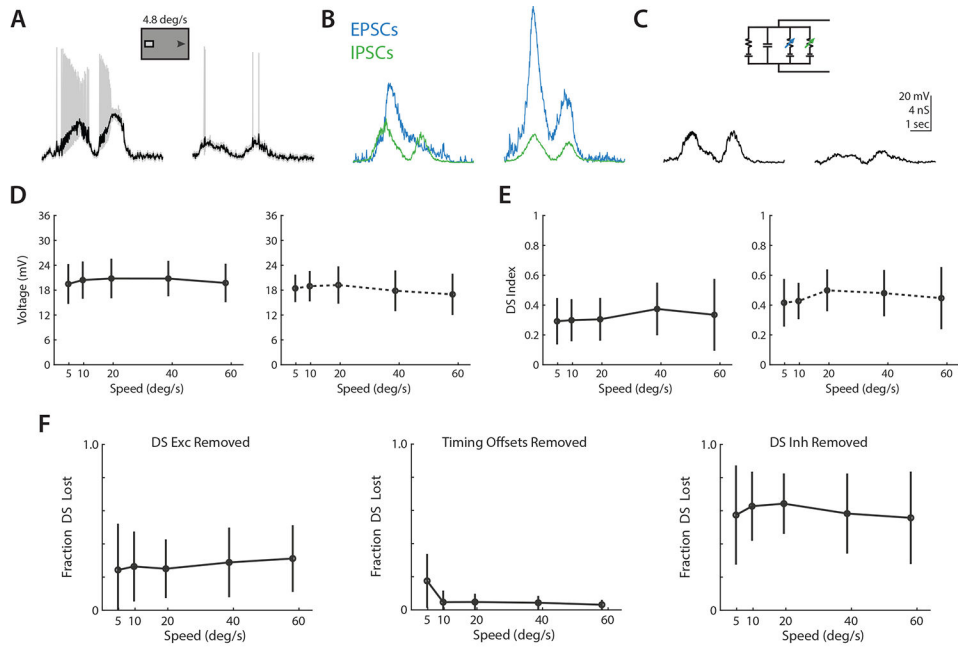 A
4.8 deg/s
B
EPSCs
IPSCs
C
20 mV
4 nS
1 sec
D
Voltage (mV)
36
30
24
18
12
6
0
5 10 20 40 60
Speed (deg/s)
36
30
24
18
12
6
0
5 10 20 40 60
Speed (deg/s)
E
DS Index
1
0.8
0.6
0.4
0.2
0
5 10 20 40 60
Speed (deg/s)
1
0.8
0.6
0.4
0.2
0
5 10 20 40 60
Speed (deg/s)
F
DS Exc Removed
Fraction DS Lost
1.0
0
5 10 20 40 60
Speed (deg/s)
Timing Offsets Removed
Fraction DS Lost
1.0
0
5 10 20 40 60
Speed (deg/s)
DS Inh Removed
Fraction DS Lost
1.0
0
5 10 20 40 60
Speed (deg/s)